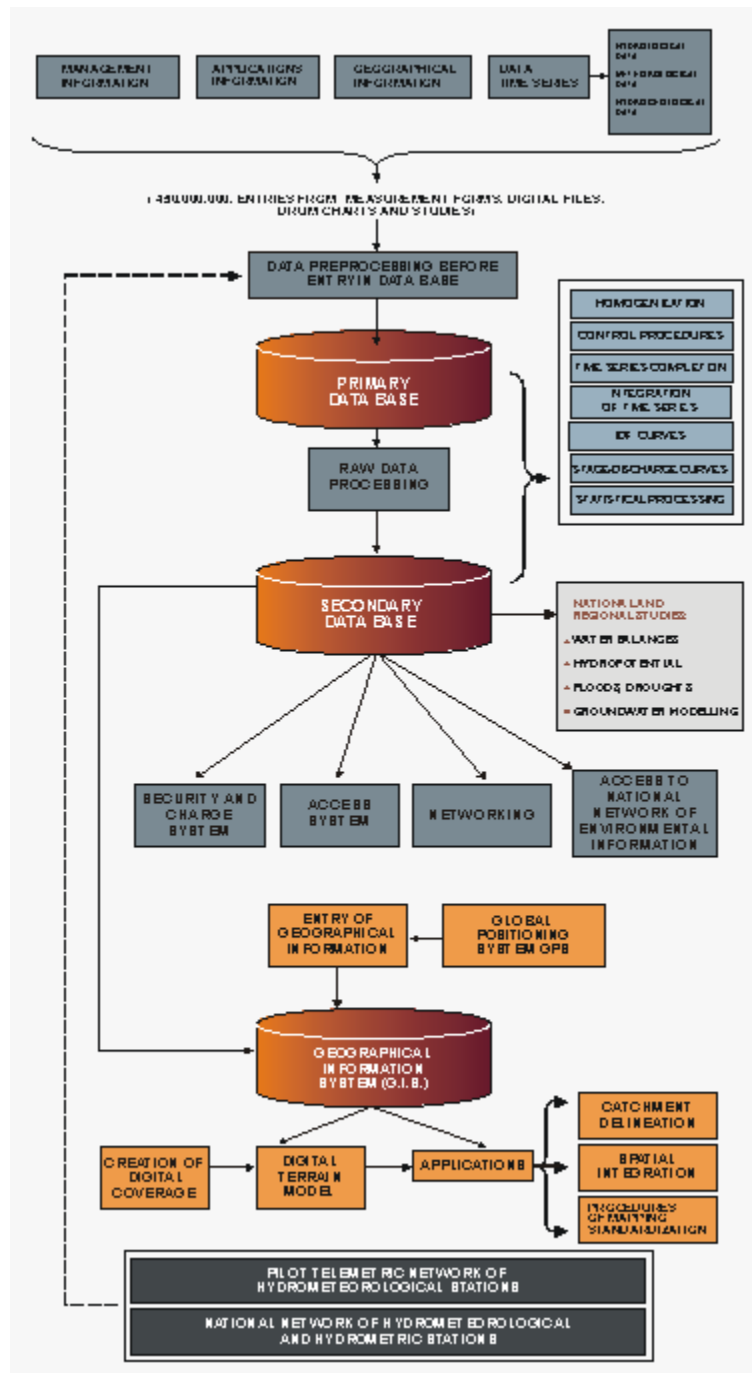 MANAGEMENT
INFORMATION
APPLICATIONS
INFORMATION
GEOGRAPHICAL
INFORMATION
DATA
TIME SERIES
HYDROLOGICAL
DATA
DATA
DATA
ENTRIES FROM MEASUREMENT FORMS, DIGITAL FILES,
DRUM CHARTS AND STUDIES)
DATA PREPROCESSING BEFORE
ENTRY IN DATA BASE
HOMOGENIZATION
CONTROL PROCEDURES
TIME SERIES COMPLETION
INTEGRATION
OF TIME SERIES
IDF CURVES
STAGE-DISCHARGE CURVES
STATISTICAL PROCESSING
PRIMARY
DATA BASE
RAW DATA
PROCESSING
SECONDARY
DATA BASE
NATIONAL AND
REGIONAL STUDIES
WATER BALANCES
HYDROPOTENTIAL
FLOODS, DROUGHTS
GROUNDWATER MODELLING
SECURITY AND
CHARGE
SYSTEM
ACCESS
SYSTEM
NETWORKING
ACCESS TO
NATIONAL
NETWORK OF
ENVIRONMENTAL
INFORMATION
ENTRY OF
GEOGRAPHICAL
INFORMATION
GLOBAL
POSITIONING
SYSTEM GPS
GEOGRAPHICAL
INFORMATION
SYSTEM (G.I.S.)
CREATION OF
DIGITAL
COVERAGE
DIGITAL
TERRAIN
MODEL
APPLICATIONS
CATCHMENT
DELINEATION
SPATIAL
INTEGRATION
PROCEDURES
OF MAPPING
STANDARDIZATION
PILOT TELEMETRIC NETWORK OF
HYDROMETEOROLOGICAL STATIONS
NATIONAL NETWORK OF HYDROMETEOROLOGICAL
AND HYDROMETRIC STATIONS